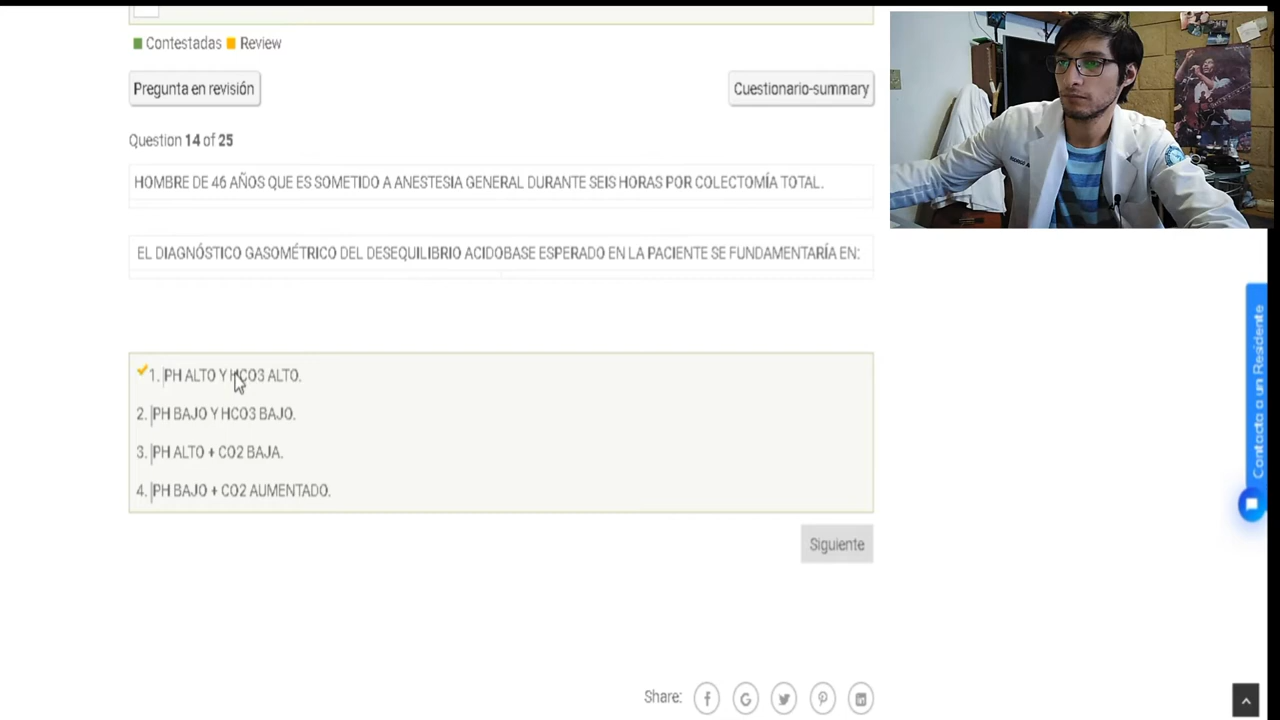 Contestadas Review
Pregunta en revisión
Cuestionario-summary
Question 14 of 25
HOMBRE DE 46 AÑOS QUE ES SOMETIDO A ANESTESIA GENERAL DURANTE SEIS HORAS POR COLECTOMÍA TOTAL.
EL DIAGNÓSTICO GASOMÉTRICO DEL DESEQUILIBRIO ACIDOBASE ESPERADO EN LA PACIENTE SE FUNDAMENTARÍA EN:
1. PH ALTO Y HCO3 ALTO.
2. PH BAJO Y HCO3 BAJO.
3. PH ALTO + CO2 BAJA.
4. PH BAJO + CO2 AUMENTADO.
Siguiente
Contacta a un Residente
Share: